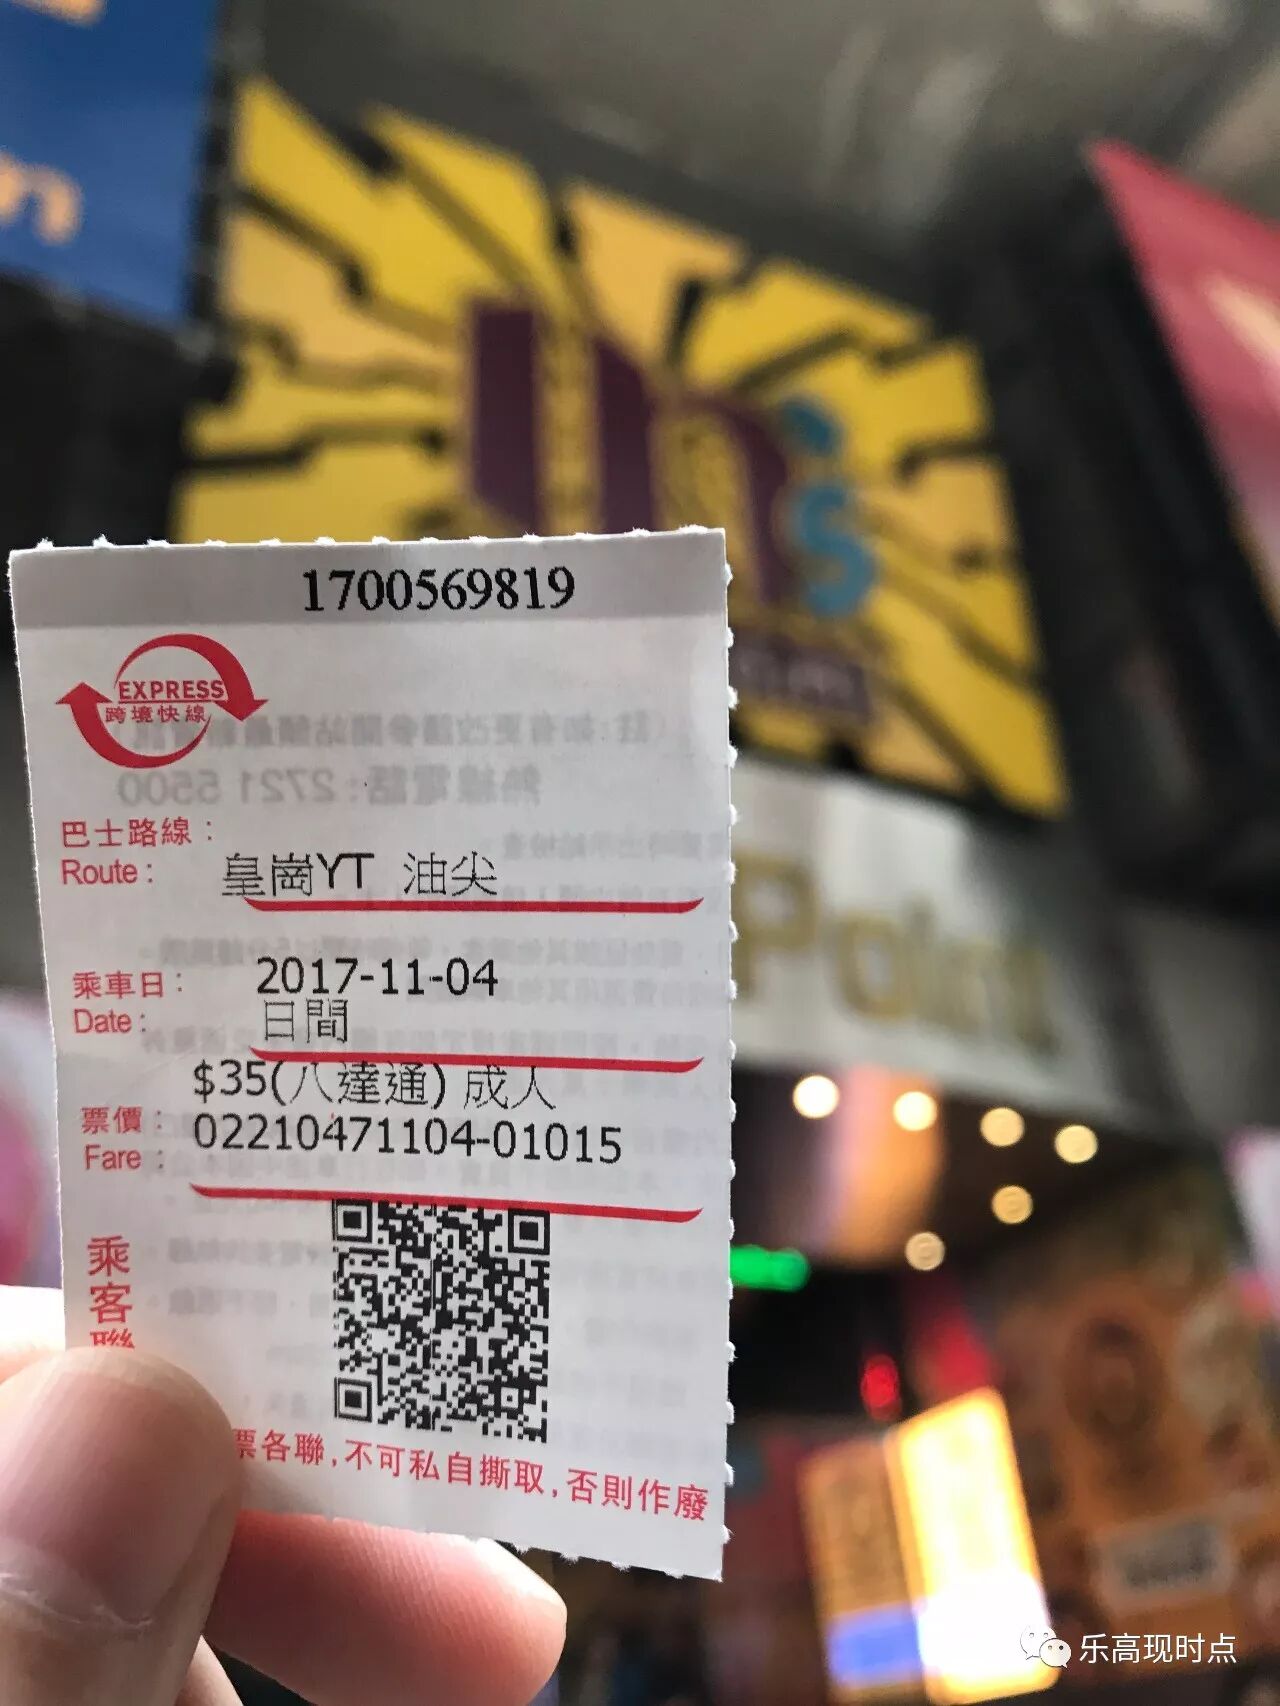 1700569819
EXPRESS
跨境快線
巴士路線：
Route：
皇崗YT 油尖
乘車日：
2017-11-04
Date：
日間
$35(八達通) 成人
票價：
02210471104-01015
Fare：
乘
客
聯
票各聯,不可私自撕取,否則作廢
Point
乐高现时点